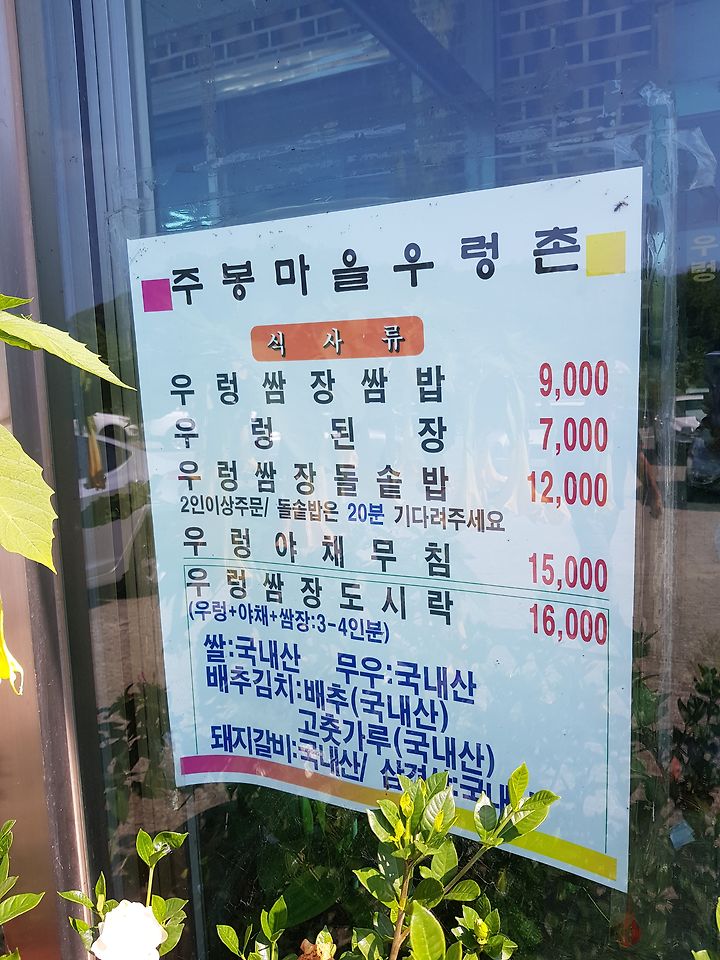 주봉마을우렁촌
식사류
우렁쌈장쌈밥 9,000
우렁된장 7,000
우렁쌈장돌솥밥 12,000
2인이상주문/ 돌솥밥은 20분 기다려주세요
우렁야채무침 15,000
우렁쌈장도시락 16,000
(우렁+야채+쌈장:3-4인분)
쌀:국내산 무우:국내산
배추김치:배추(국내산)
고춧가루(국내산)
돼지갈비:국내산/
우렁